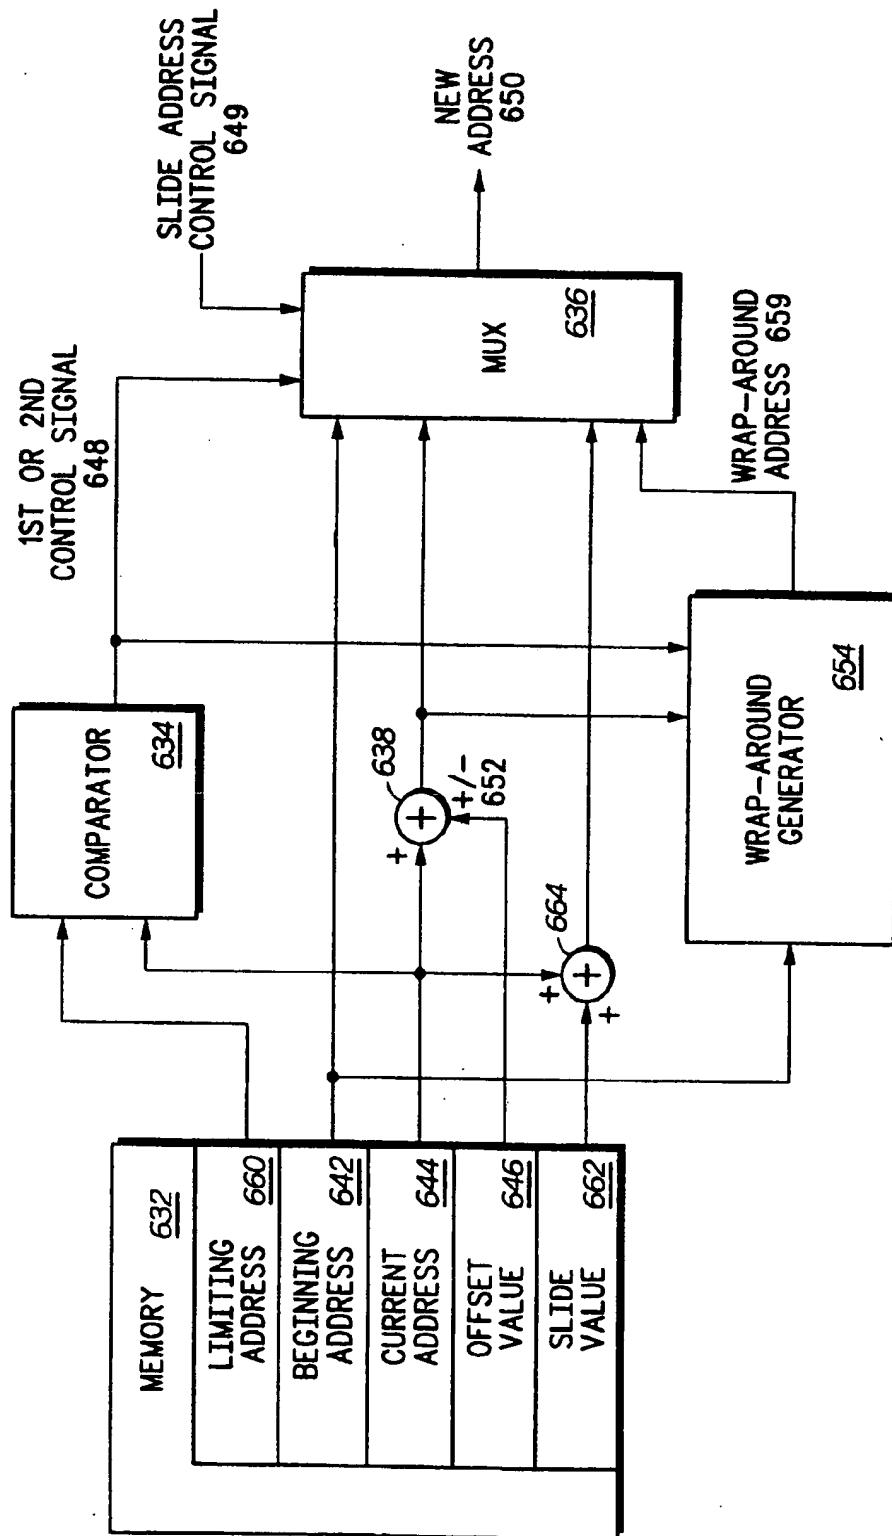 MEMORY
632
LIMITING
ADDRESS
660
BEGINNING
ADDRESS
642
CURRENT
ADDRESS
644
OFFSET
VALUE
646
SLIDE
VALUE
662
COMPARATOR
634
+
+
638
+/-
652
+
+
664
+
WRAP-AROUND
GENERATOR
654
1ST OR 2ND
CONTROL SIGNAL
648
SLIDE ADDRESS
CONTROL SIGNAL
649
MUX
636
WRAP-AROUND
ADDRESS 659
NEW
ADDRESS
650